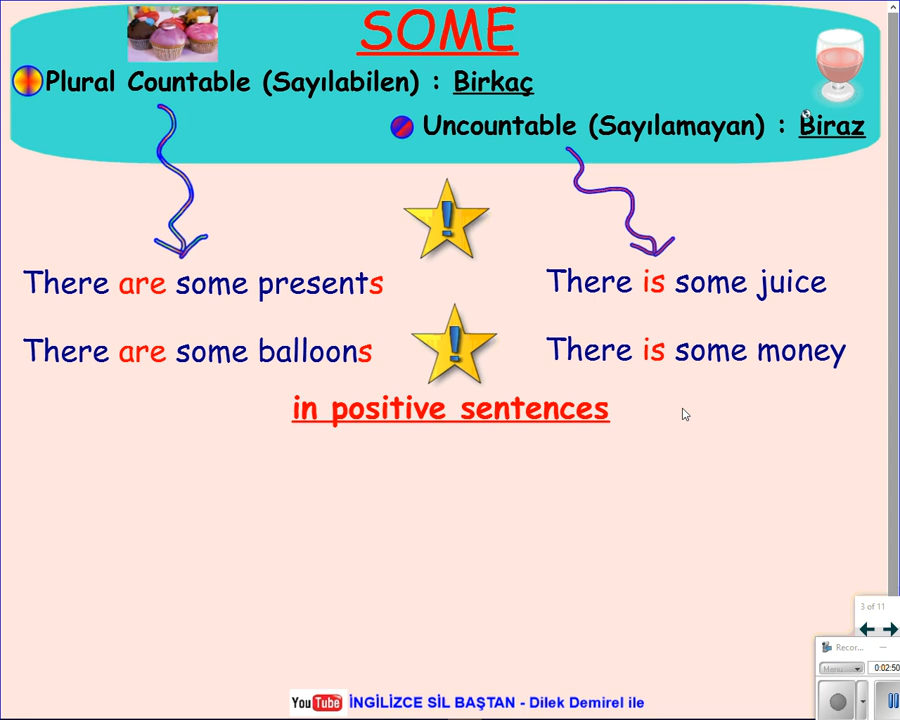 SOME
Plural Countable (Sayılabilen) : Birkaç
Uncountable (Sayılamayan) : Biraz
There are some presents
There is some juice
There are some balloons
There is some money
in positive sentences
3 of 11
Recor...
Menu
0:02:50
YouTube İNGİLİZCE SİL BAŞTAN - Dilek Demirel ile